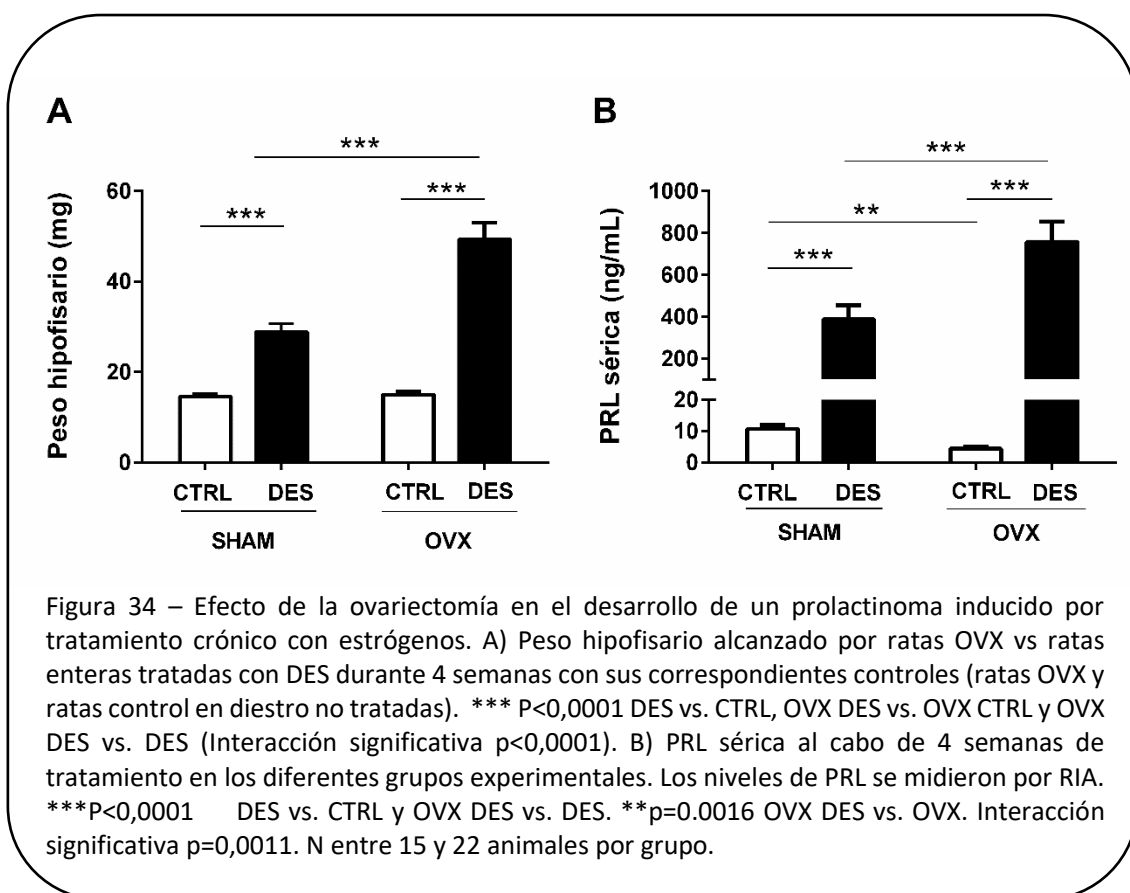 A
B
***
***
***
Peso hipofisario (mg)
60
40
20
0
CTRL DES CTRL DES
SHAM OVX
***
**
***
***
PRL sérica (ng/mL)
1000
800
600
400
200
20
10
0
CTRL DES CTRL DES
SHAM OVX
Figura 34 – Efecto de la ovariectomía en el desarrollo de un prolactinoma inducido por
tratamiento crónico con estrógenos. A) Peso hipofisario alcanzado por ratas OVX vs ratas
enteras tratadas con DES durante 4 semanas con sus correspondientes controles (ratas OVX y
ratas control en diestro no tratadas). *** P<0,0001 DES vs. CTRL, OVX DES vs. OVX CTRL y OVX
DES vs. DES (Interacción significativa p<0,0001). B) PRL sérica al cabo de 4 semanas de
tratamiento en los diferentes grupos experimentales. Los niveles de PRL se midieron por RIA.
***P<0,0001 DES vs. CTRL y OVX DES vs. DES. **p=0.0016 OVX DES vs. OVX. Interacción
significativa p=0,0011. N entre 15 y 22 animales por grupo.